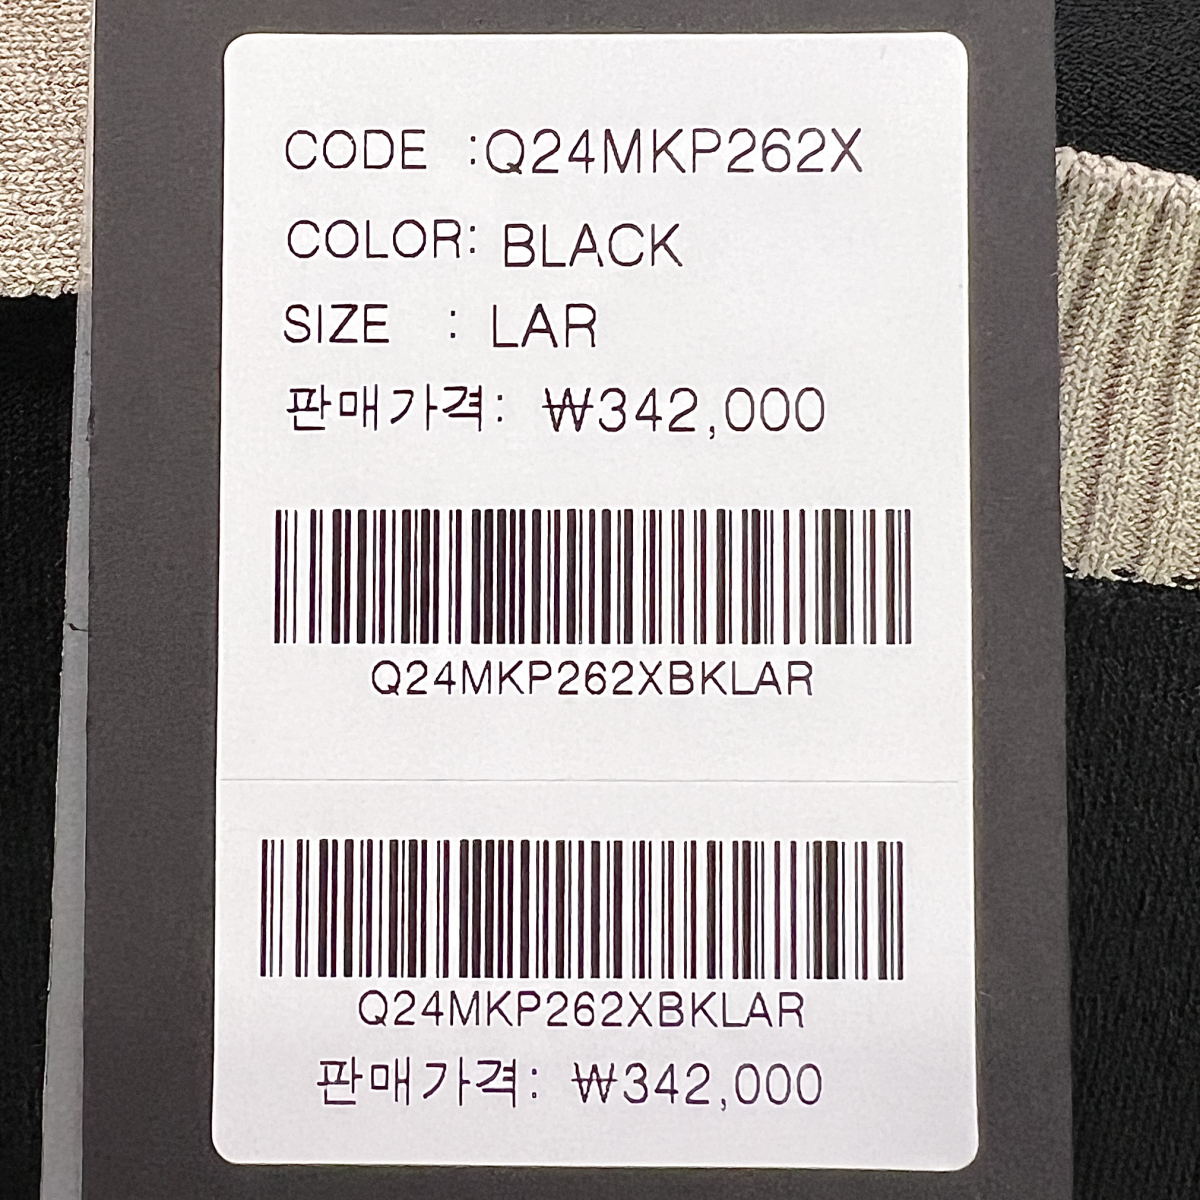 CODE :Q24MKP262X
COLOR: BLACK
SIZE : LAR
판매가격: ₩342,000
Q24MKP262XBKLAR
Q24MKP262XBKLAR
판매가격: ₩342,000